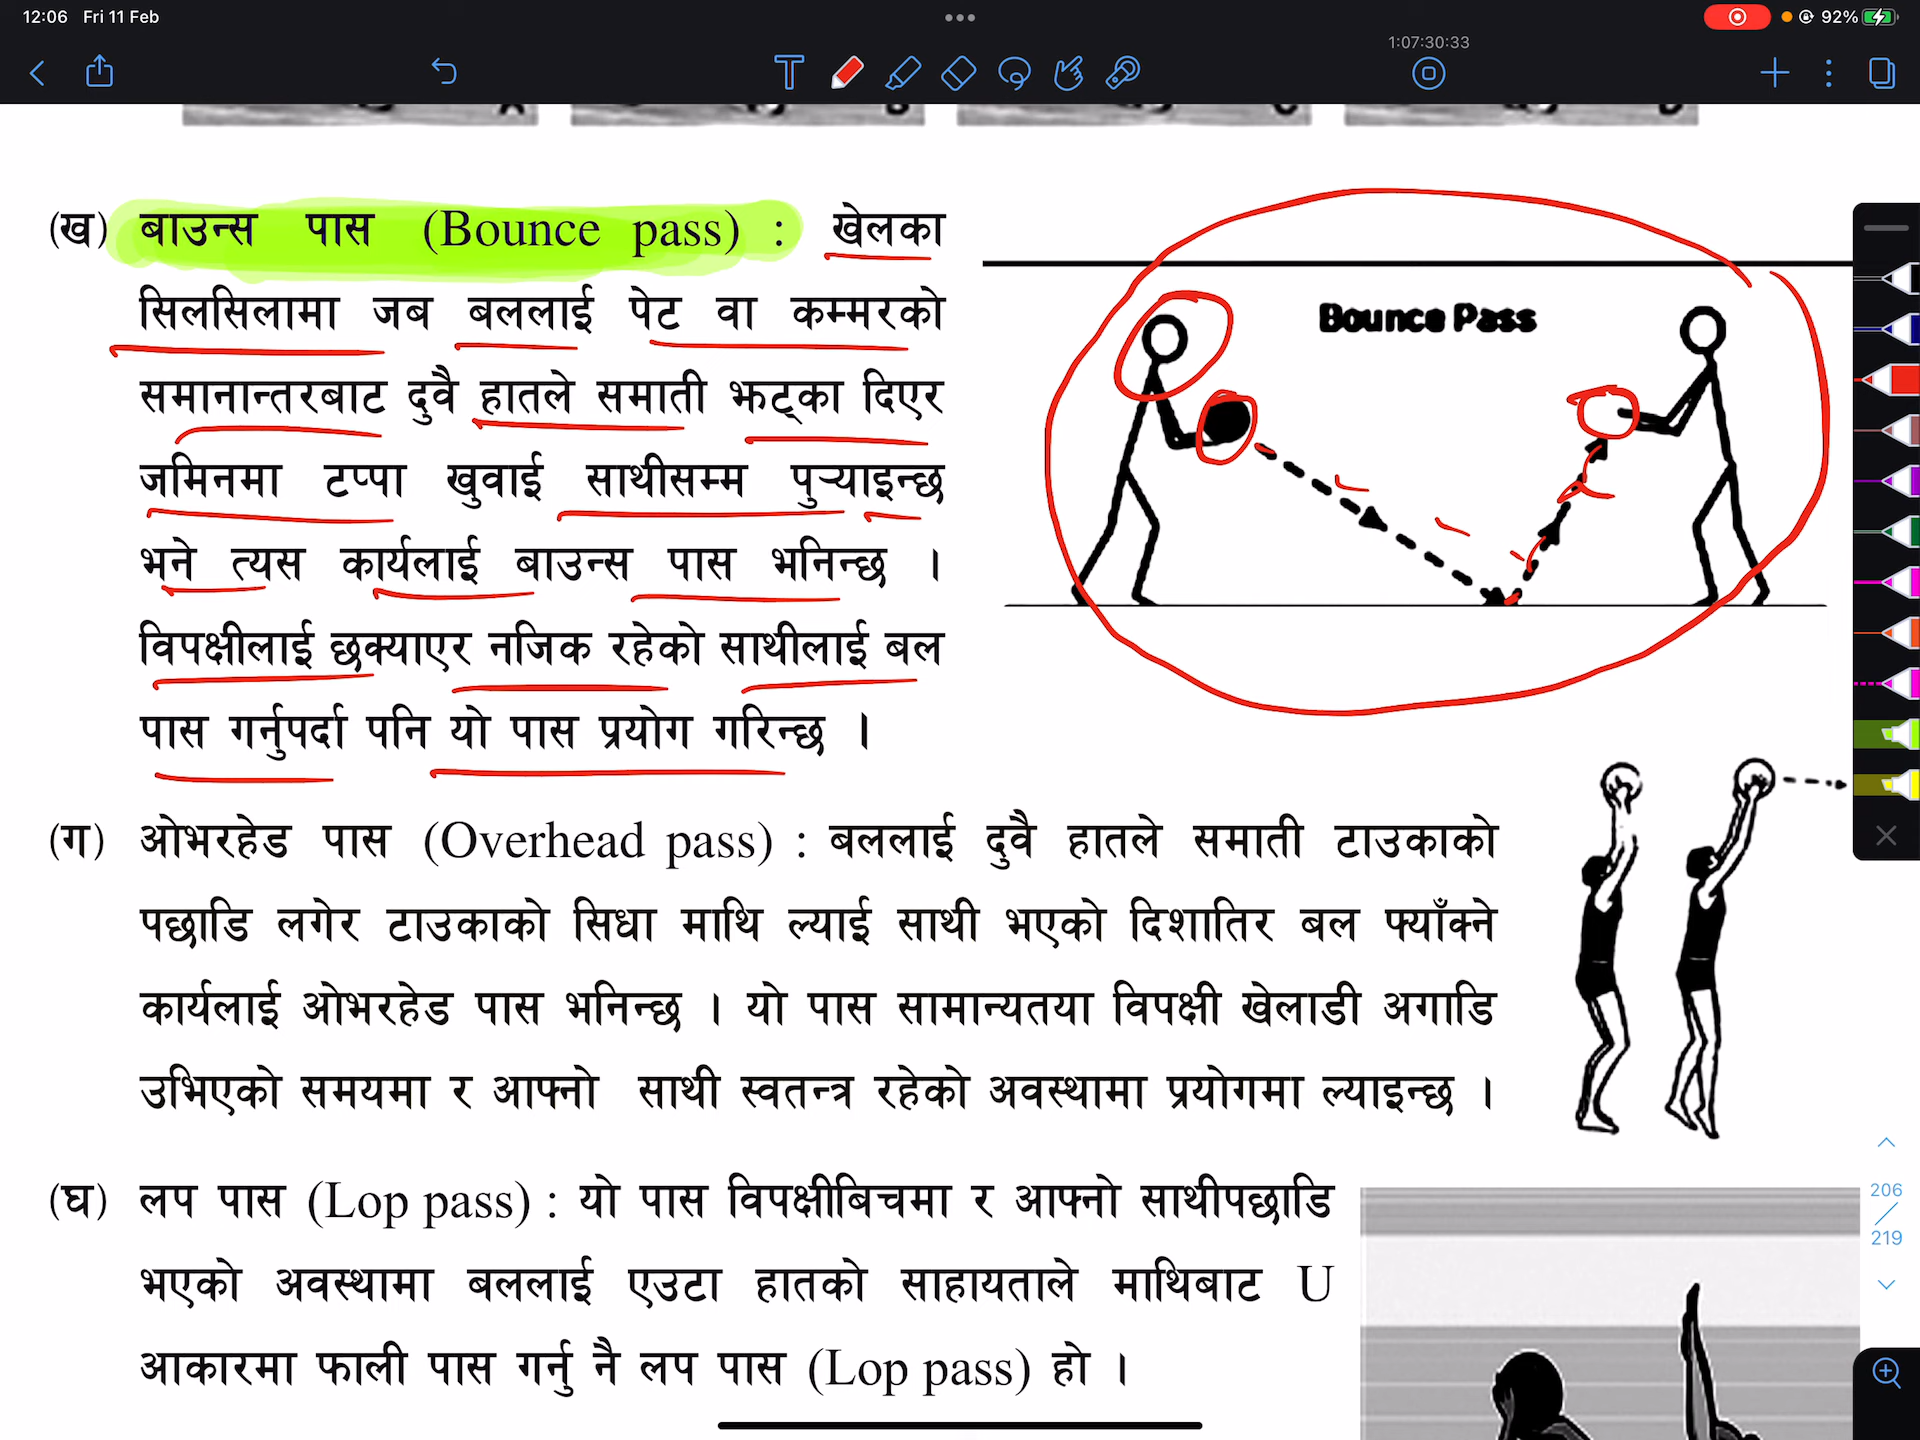 12:06 Fri 11 Feb
92%
1:07:30:33
(ख) बाउन्स पास (Bounce pass) : खेलका
सिलसिलामा जब बललाई पेट वा कम्मरको
समानान्तरबाट दुवै हातले समाती झट्का दिएर
जमिनमा टप्पा खुवाई साथीसम्म पुऱ्याइन्छ
भने त्यस कार्यलाई बाउन्स पास भनिन्छ ।
विपक्षीलाई छक्याएर नजिक रहेको साथीलाई बल
पास गर्नुपर्दा पनि यो पास प्रयोग गरिन्छ ।
Bounce Pass
(ग) ओभरहेड पास (Overhead pass) : बललाई दुवै हातले समाती टाउकाको
पछाडि लगेर टाउकाको सिधा माथि ल्याई साथी भएको दिशातिर बल फ्याँक्ने
कार्यलाई ओभरहेड पास भनिन्छ । यो पास सामान्यतया विपक्षी खेलाडी अगाडि
उभिएको समयमा र आफ्नो साथी स्वतन्त्र रहेको अवस्थामा प्रयोगमा ल्याइन्छ ।
(घ) लप पास (Lop pass) : यो पास विपक्षीबिचमा र आफ्नो साथीपछाडि
भएको अवस्थामा बललाई एउटा हातको साहायताले माथिबाट U
आकारमा फाली पास गर्नु नै लप पास (Lop pass) हो ।
206
219